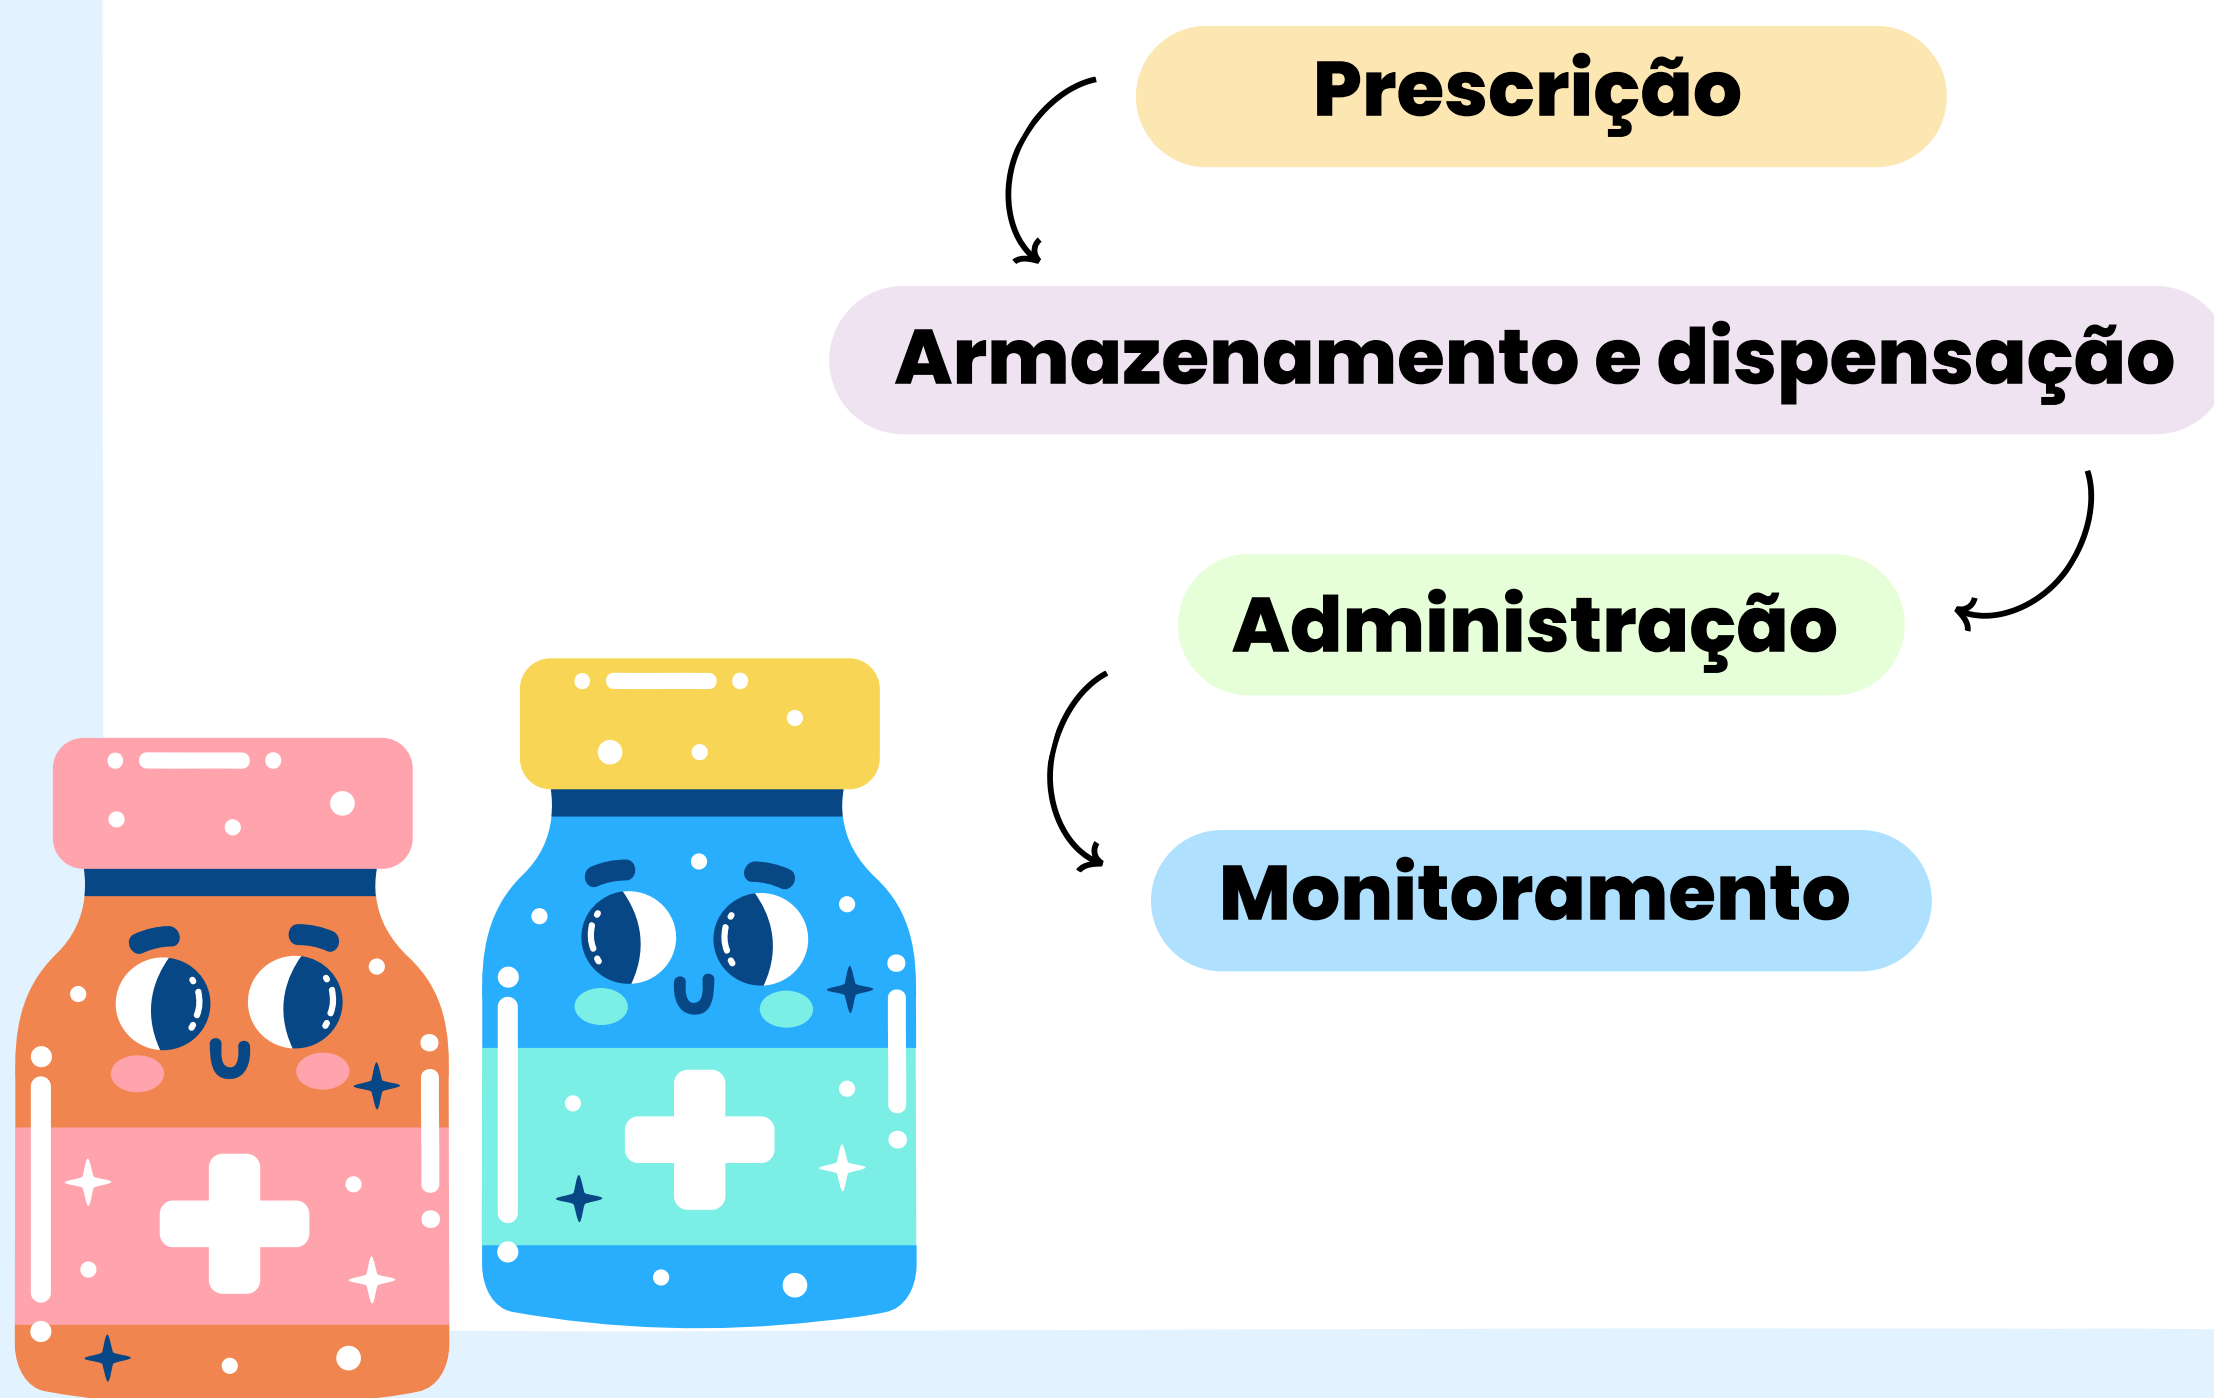 Prescrição
Armazenamento e dispensação
Administração
Monitoramento